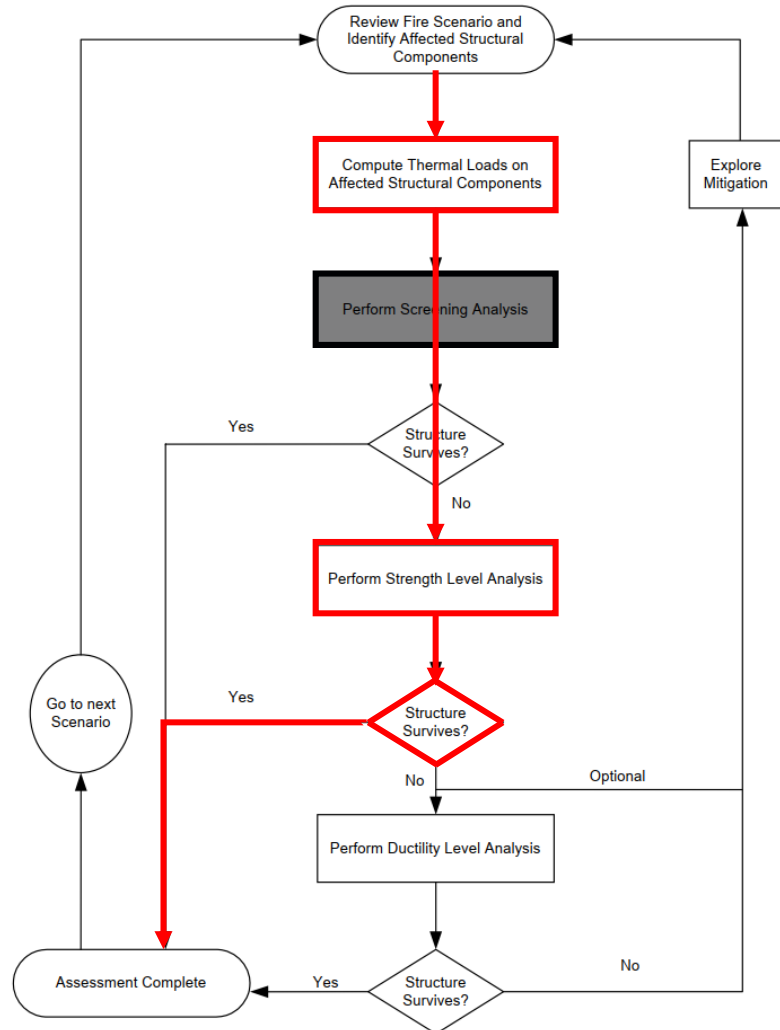 Review Fire Scenario and
Identify Affected Structural
Components
Compute Thermal Loads on
Affected Structural Components
Explore
Mitigation
Perform Screening Analysis
Yes
Structure
Survives?
No
Perform Strength Level Analysis
Go to next
Scenario
Yes
Structure
Survives?
No
Optional
Perform Ductility Level Analysis
Assessment Complete
Yes
Structure
Survives?
No